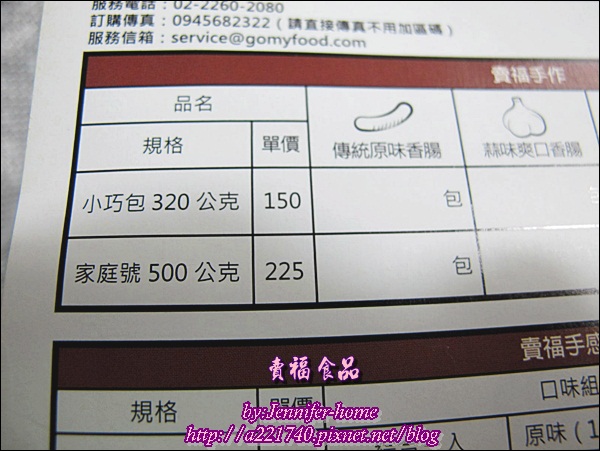 服務電話：02-2260-2080
訂購傳真：0945682322（請直接傳真不用加區碼）
服務信箱：service@gomyfood.com
賣福手作
品名
規格 單價 傳統原味香腸 蒜味爽口香腸
小巧包 320 公克 150 包
家庭號 500 公克 225 包
賣福手感
賣福食品
規格 單價 口味組
by:Jennifer-home
原味（1
http://a221740.pixnet.net/blog